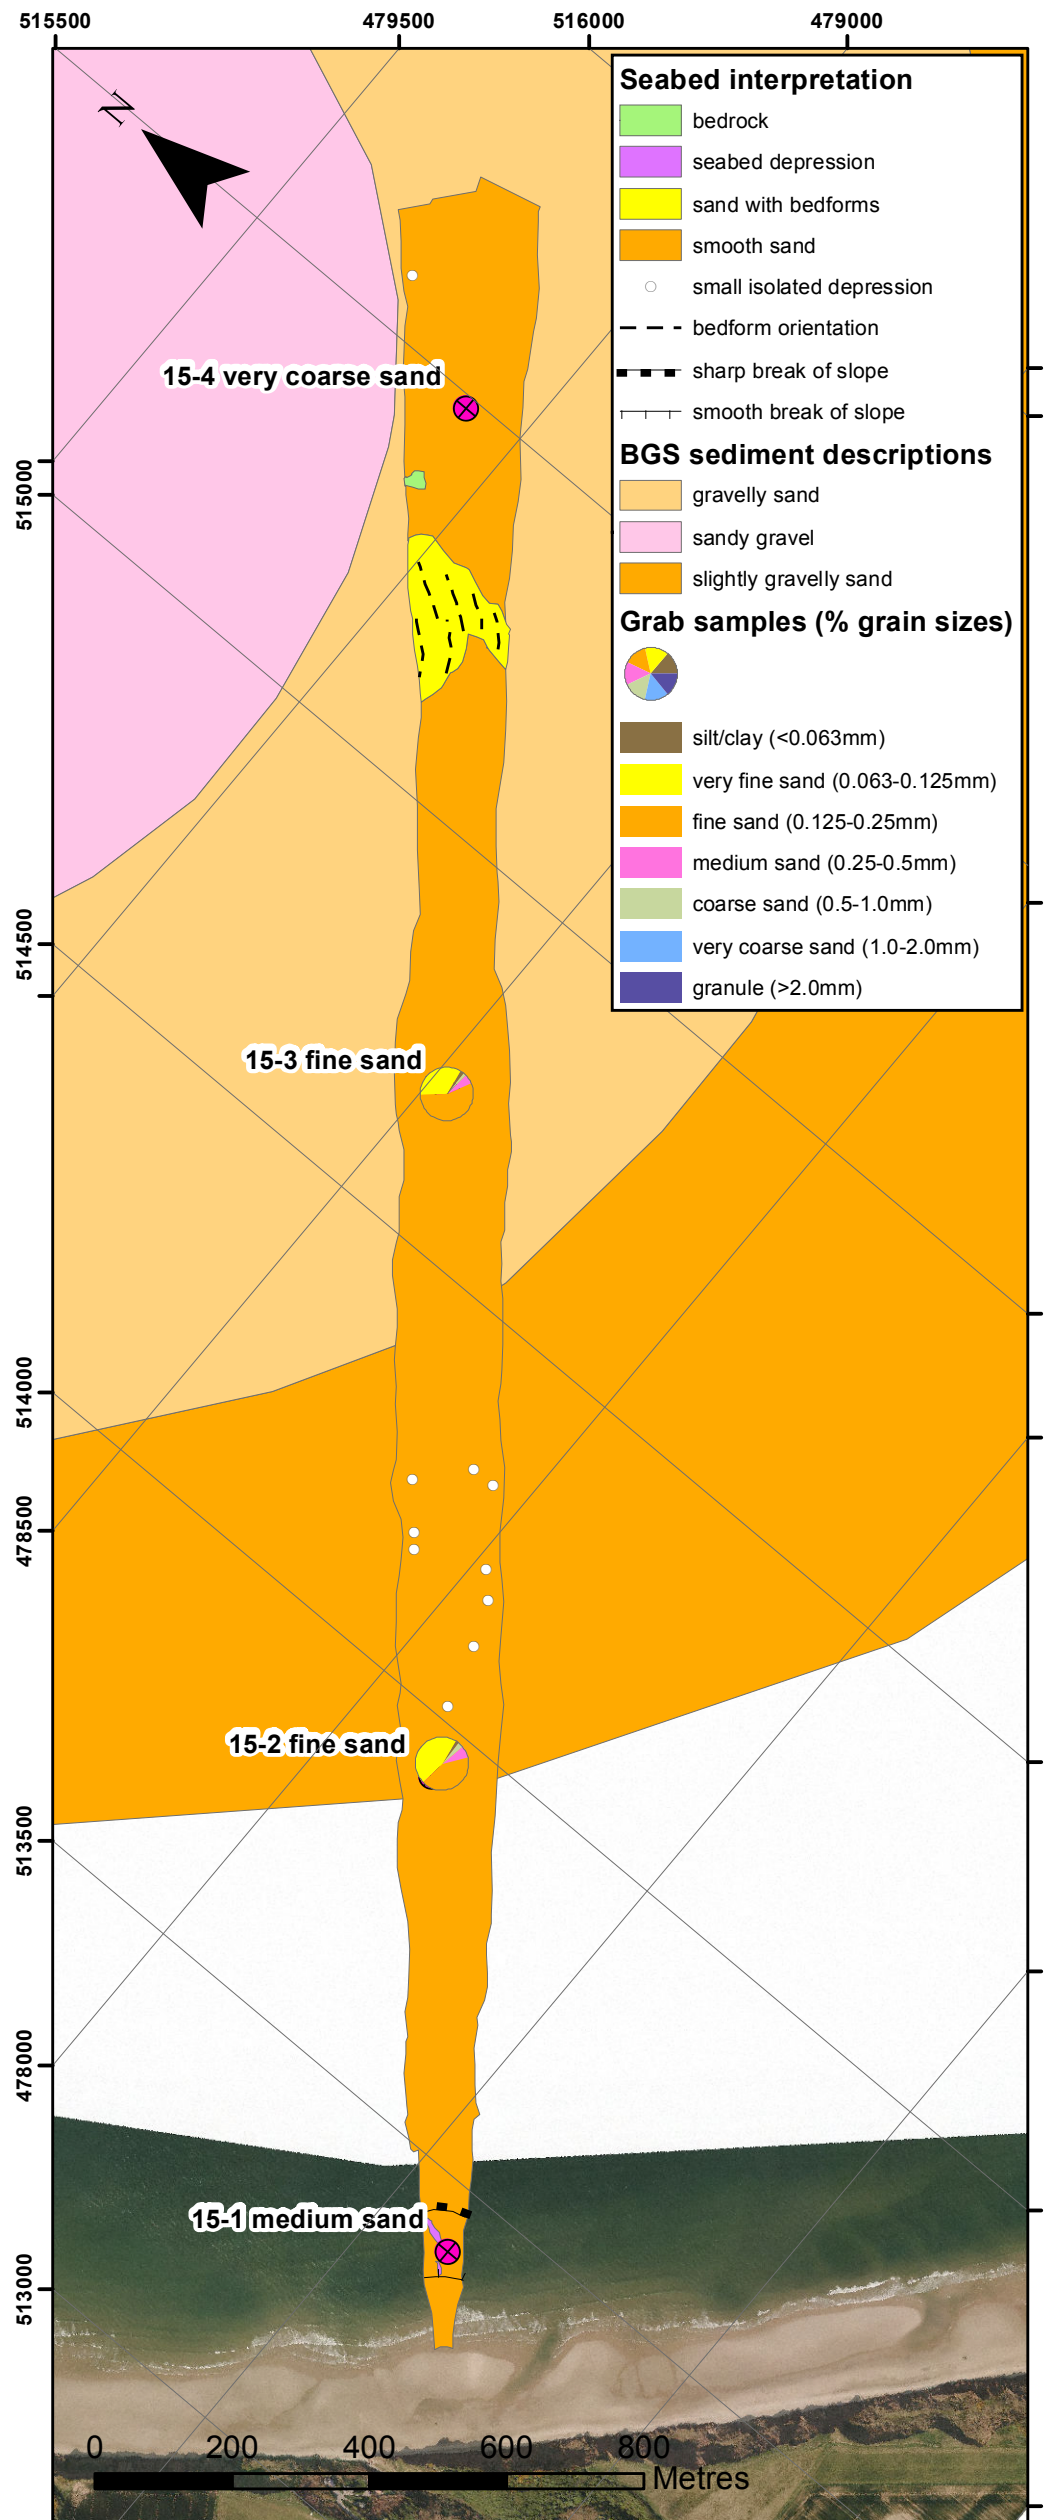 515500 479500 516000 479000
N
Seabed interpretation
bedrock
seabed depression
sand with bedforms
smooth sand
small isolated depression
bedform orientation
sharp break of slope
smooth break of slope
BGS sediment descriptions
gravelly sand
sandy gravel
slightly gravelly sand
Grab samples (% grain sizes)
silt/clay (<0.063mm)
very fine sand (0.063-0.125mm)
fine sand (0.125-0.25mm)
medium sand (0.25-0.5mm)
coarse sand (0.5-1.0mm)
very coarse sand (1.0-2.0mm)
granule (>2.0mm)
15-4 very coarse sand
515000
514500
15-3 fine sand
514000
478500
15-2 fine sand
513500
478000
15-1 medium sand
513000
0 200 400 600 800
Metres